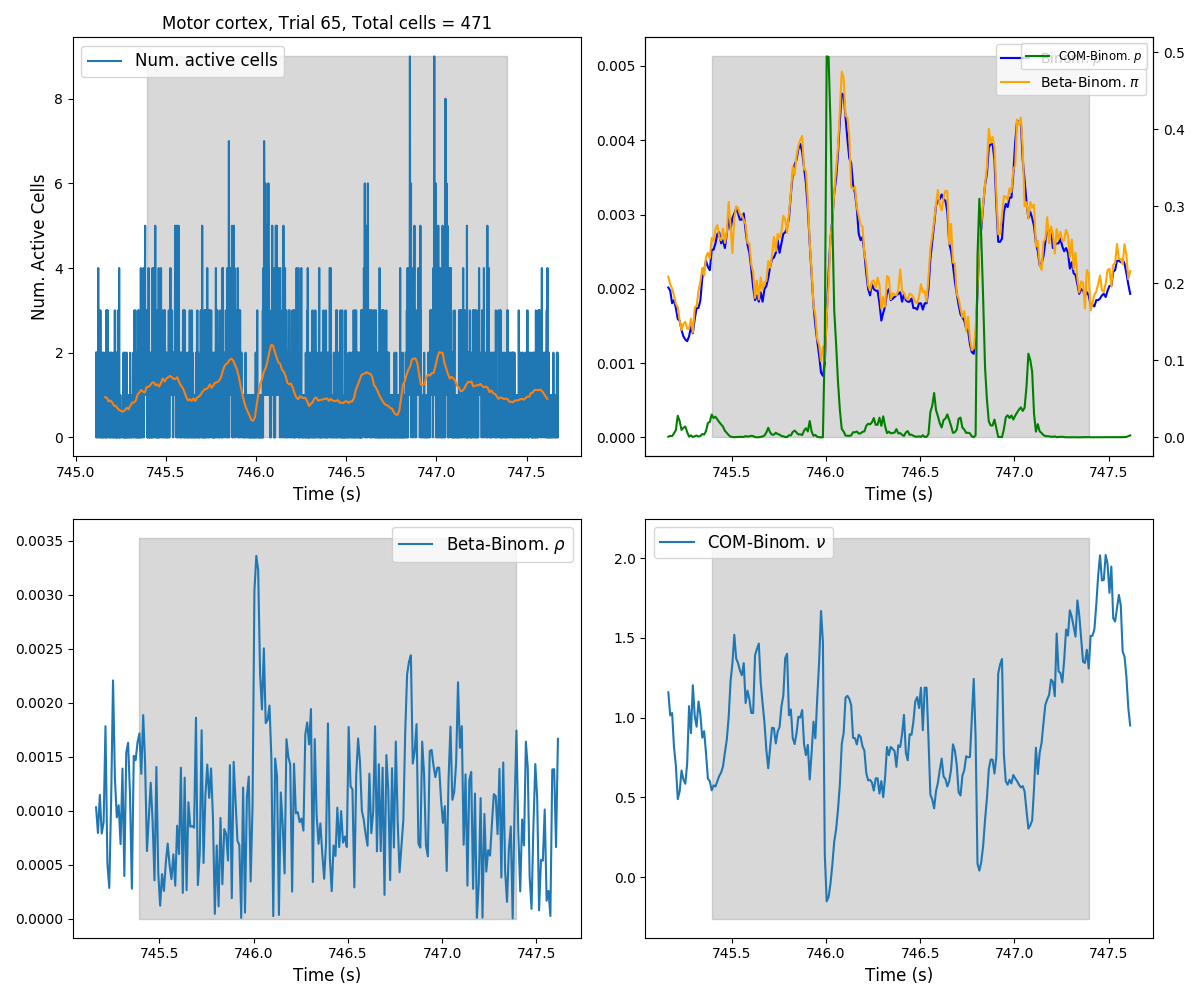 Motor cortex, Trial 65, Total cells = 471
Num. active cells
Num. Active Cells
8
6
4
2
0
745.0 745.5 746.0 746.5 747.0 747.5
Time (s)
COM-Binom. p
Beta-Binom. π
0.005
0.004
0.003
0.002
0.001
0.000
0.5
0.4
0.3
0.2
0.1
0.0
745.5 746.0 746.5 747.0 747.5
Time (s)
Beta-Binom. ρ
0.0035
0.0030
0.0025
0.0020
0.0015
0.0010
0.0005
0.0000
745.5 746.0 746.5 747.0 747.5
Time (s)
COM-Binom. ν
2.0
1.5
1.0
0.5
0.0
745.5 746.0 746.5 747.0 747.5
Time (s)